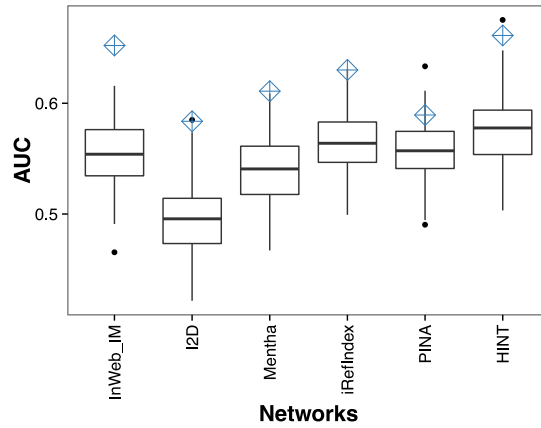 AUC
0.6
0.5
InWeb_IM
I2D
Mentha
iRefIndex
PINA
HINT
Networks